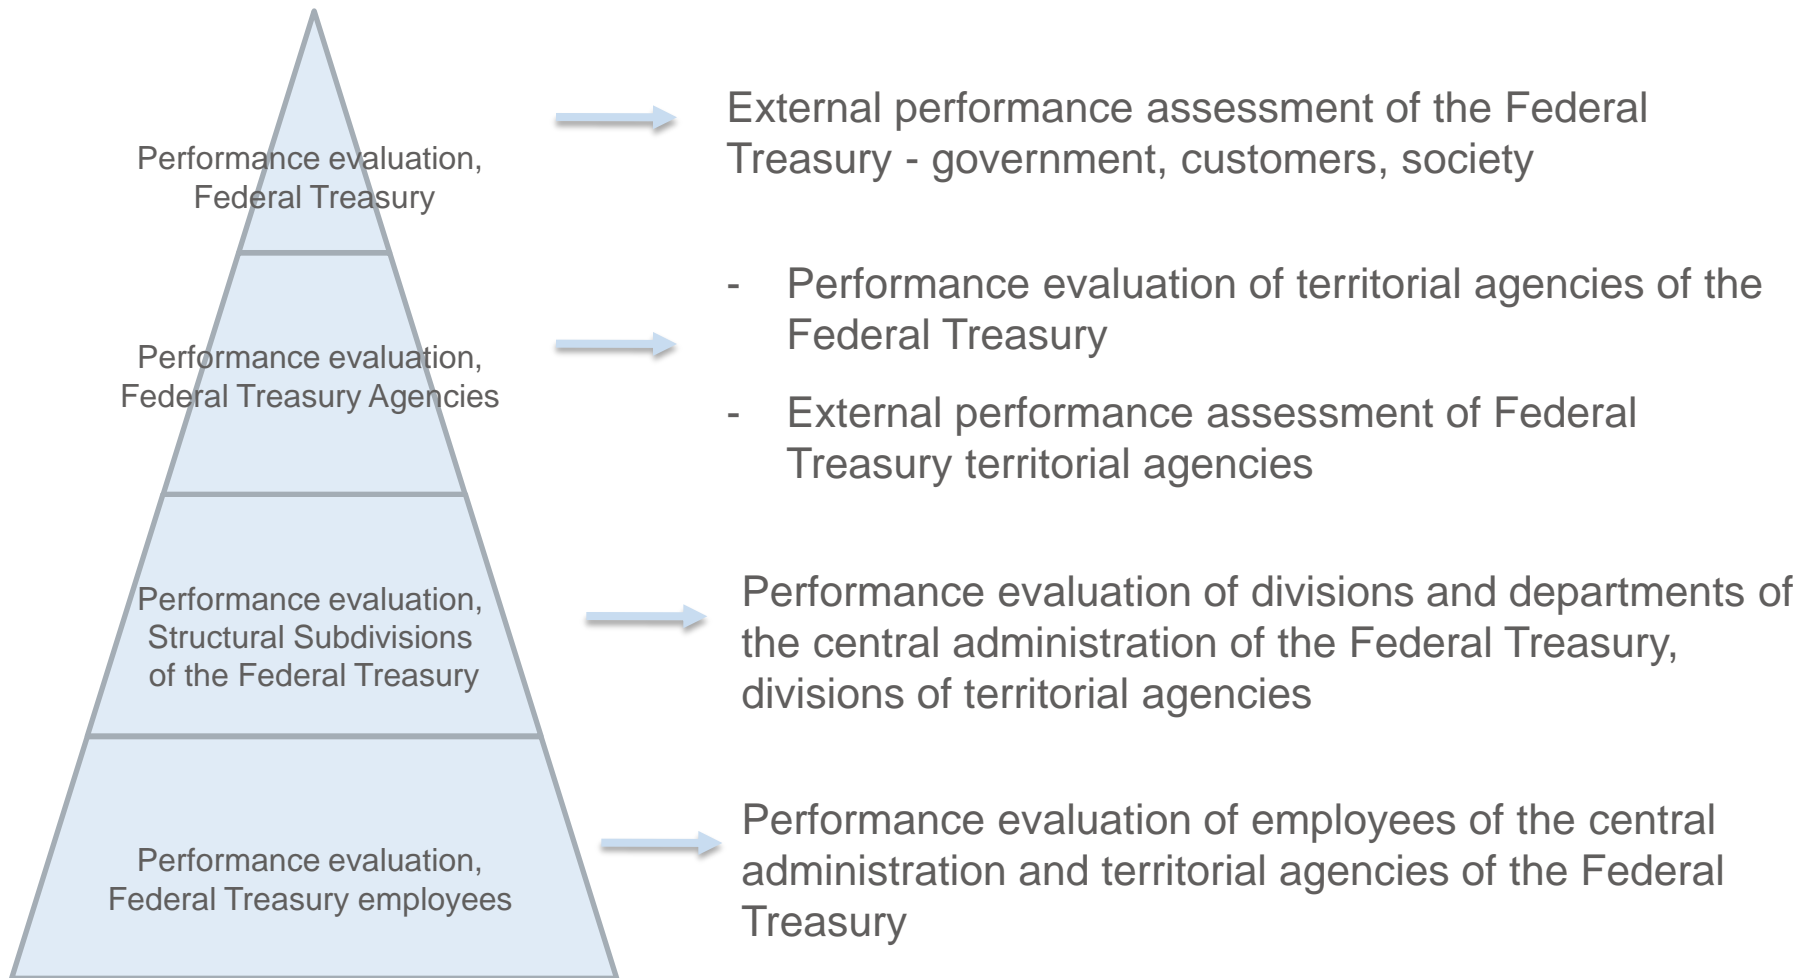 Performance evaluation,
Federal Treasury
External performance assessment of the Federal
Treasury - government, customers, society
Performance evaluation,
Federal Treasury Agencies
- Performance evaluation of territorial agencies of the
Federal Treasury
- External performance assessment of Federal
Treasury territorial agencies
Performance evaluation,
Structural Subdivisions
of the Federal Treasury
Performance evaluation of divisions and departments of
the central administration of the Federal Treasury,
divisions of territorial agencies
Performance evaluation,
Federal Treasury employees
Performance evaluation of employees of the central
administration and territorial agencies of the Federal
Treasury